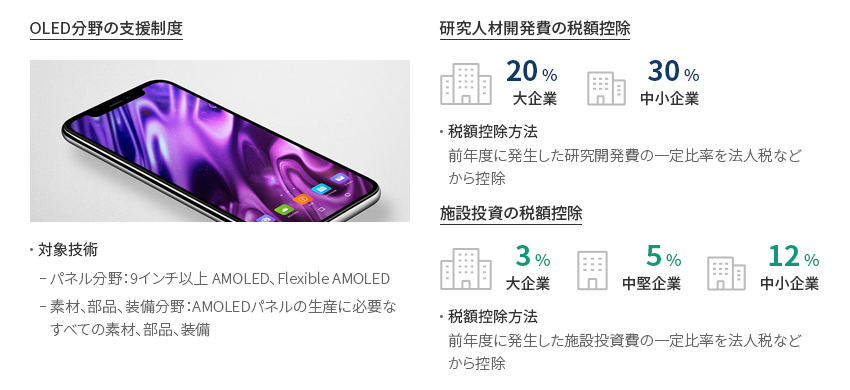 OLED分野の支援制度
・対象技術
− パネル分野：9インチ以上 AMOLED、Flexible AMOLED
− 素材、部品、装備分野：AMOLEDパネルの生産に必要な
すべての素材、部品、装備
研究人材開発費の税額控除
20 %
大企業
30 %
中小企業
・税額控除方法
前年度に発生した研究開発費の一定比率を法人税など
から控除
施設投資の税額控除
3 %
大企業
5 %
中堅企業
12 %
中小企業
・税額控除方法
前年度に発生した施設投資費の一定比率を法人税など
から控除